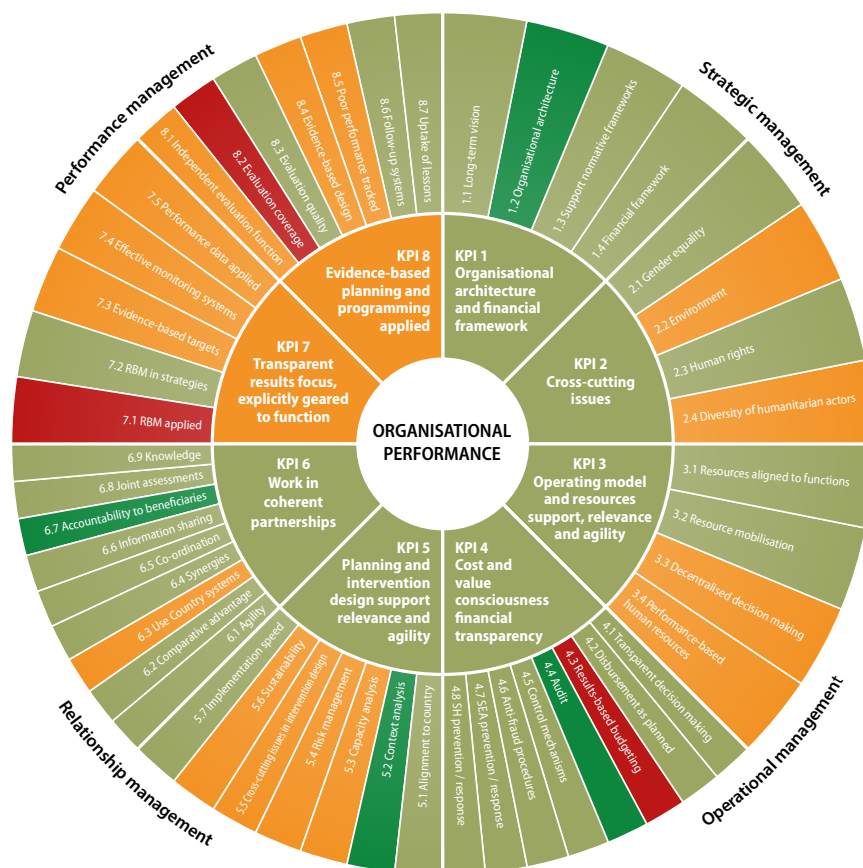 Performance management
Strategic management
Operational management
Relationship management
ORGANISATIONAL
PERFORMANCE
KPI 1
Organisational
architecture
and financial
framework
1.1 Long-term vision
1.2 Organisational architecture
1.3 Support normative frameworks
1.4 Financial framework
KPI 2
Cross-cutting
issues
2.1 Gender equality
2.2 Environment
2.3 Human rights
2.4 Diversity of humanitarian actors
KPI 3
Operating model
and resources
support, relevance
and agility
3.1 Resources aligned to functions
3.2 Resource mobilisation
3.3 Decentralised decision making
3.4 Performance-based
human resources
KPI 4
Cost and
value
consciousness
financial
transparency
4.1 Transparent decision making
4.2 Disbursement as planned
4.3 Results-based budgeting
4.4 Audit
4.5 Control mechanisms
4.6 Anti-fraud procedures
4.7 SEA prevention / response
4.8 SH prevention / response
KPI 5
Planning and
intervention
design support
relevance and
agility
5.1 Alignment to country
5.2 Context analysis
5.3 Capacity analysis
5.4 Risk management
5.5 Cross-cutting issues in intervention design
5.6 Sustainability
5.7 Implementation speed
KPI 6
Work in
coherent
partnerships
6.1 Agility
6.2 Comparative advantage
6.3 Use Country systems
6.4 Synergies
6.5 Co-ordination
6.6 Information sharing
6.7 Accountability to beneficiaries
6.8 Joint assessments
6.9 Knowledge
KPI 7
Transparent
results focus,
explicitly geared
to function
7.1 RBM applied
7.2 RBM in strategies
7.3 Evidence-based targets
7.4 Effective monitoring systems
7.5 Performance data applied
KPI 8
Evidence-based
planning and
programming
applied
8.1 Independent evaluation function
8.2 Evaluation coverage
8.3 Evaluation quality
8.4 Evidence-based design
8.5 Poor performance tracked
8.6 Follow-up systems
8.7 Uptake of lessons